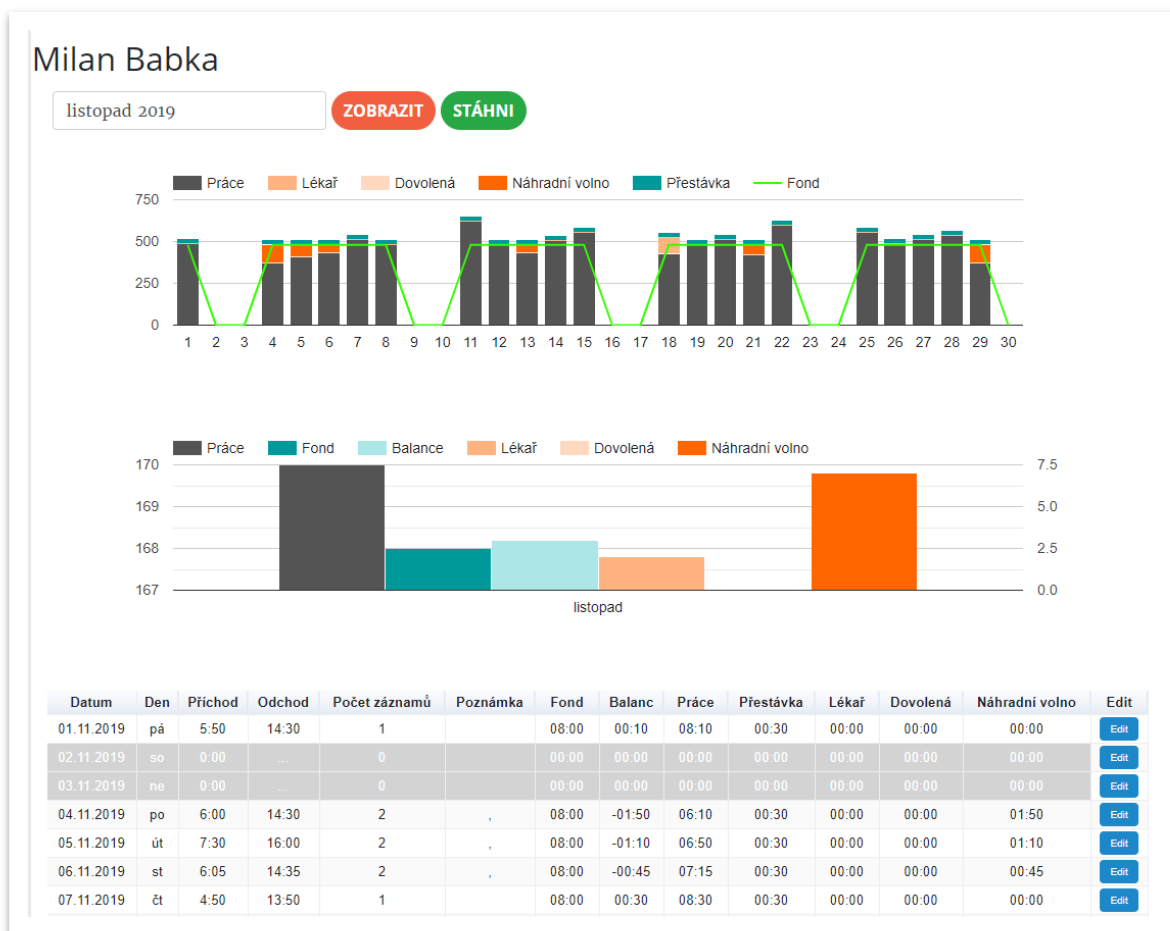 Milan Babka
listopad 2019 ZOBRAZIT STÁHNI
Práce Lékař Dovolená Náhradní volno Přestávka Fond
750
500
250
0
1 2 3 4 5 6 7 8 9 10 11 12 13 14 15 16 17 18 19 20 21 22 23 24 25 26 27 28 29 30
Práce Fond Balance Lékař Dovolená Náhradní volno
170 7.5
169 5.0
168 2.5
167 0.0
listopad
Datum Den Příchod Odchod Počet záznamů Poznámka Fond Balanc Práce Přestávka Lékař Dovolená Náhradní volno Edit
01.11.2019 pá 5:50 14:30 1 08:00 00:10 08:10 00:30 00:00 00:00 00:00 Edit
02.11.2019 so 0:00 ... 0 00:00 00:00 00:00 00:00 00:00 00:00 00:00 Edit
03.11.2019 ne 0:00 ... 0 00:00 00:00 00:00 00:00 00:00 00:00 00:00 Edit
04.11.2019 po 6:00 14:30 2 , 08:00 -01:50 06:10 00:30 00:00 00:00 01:50 Edit
05.11.2019 út 7:30 16:00 2 , 08:00 -01:10 06:50 00:30 00:00 00:00 01:10 Edit
06.11.2019 st 6:05 14:35 2 , 08:00 -00:45 07:15 00:30 00:00 00:00 00:45 Edit
07.11.2019 čt 4:50 13:50 1 08:00 00:30 08:30 00:30 00:00 00:00 00:00 Edit